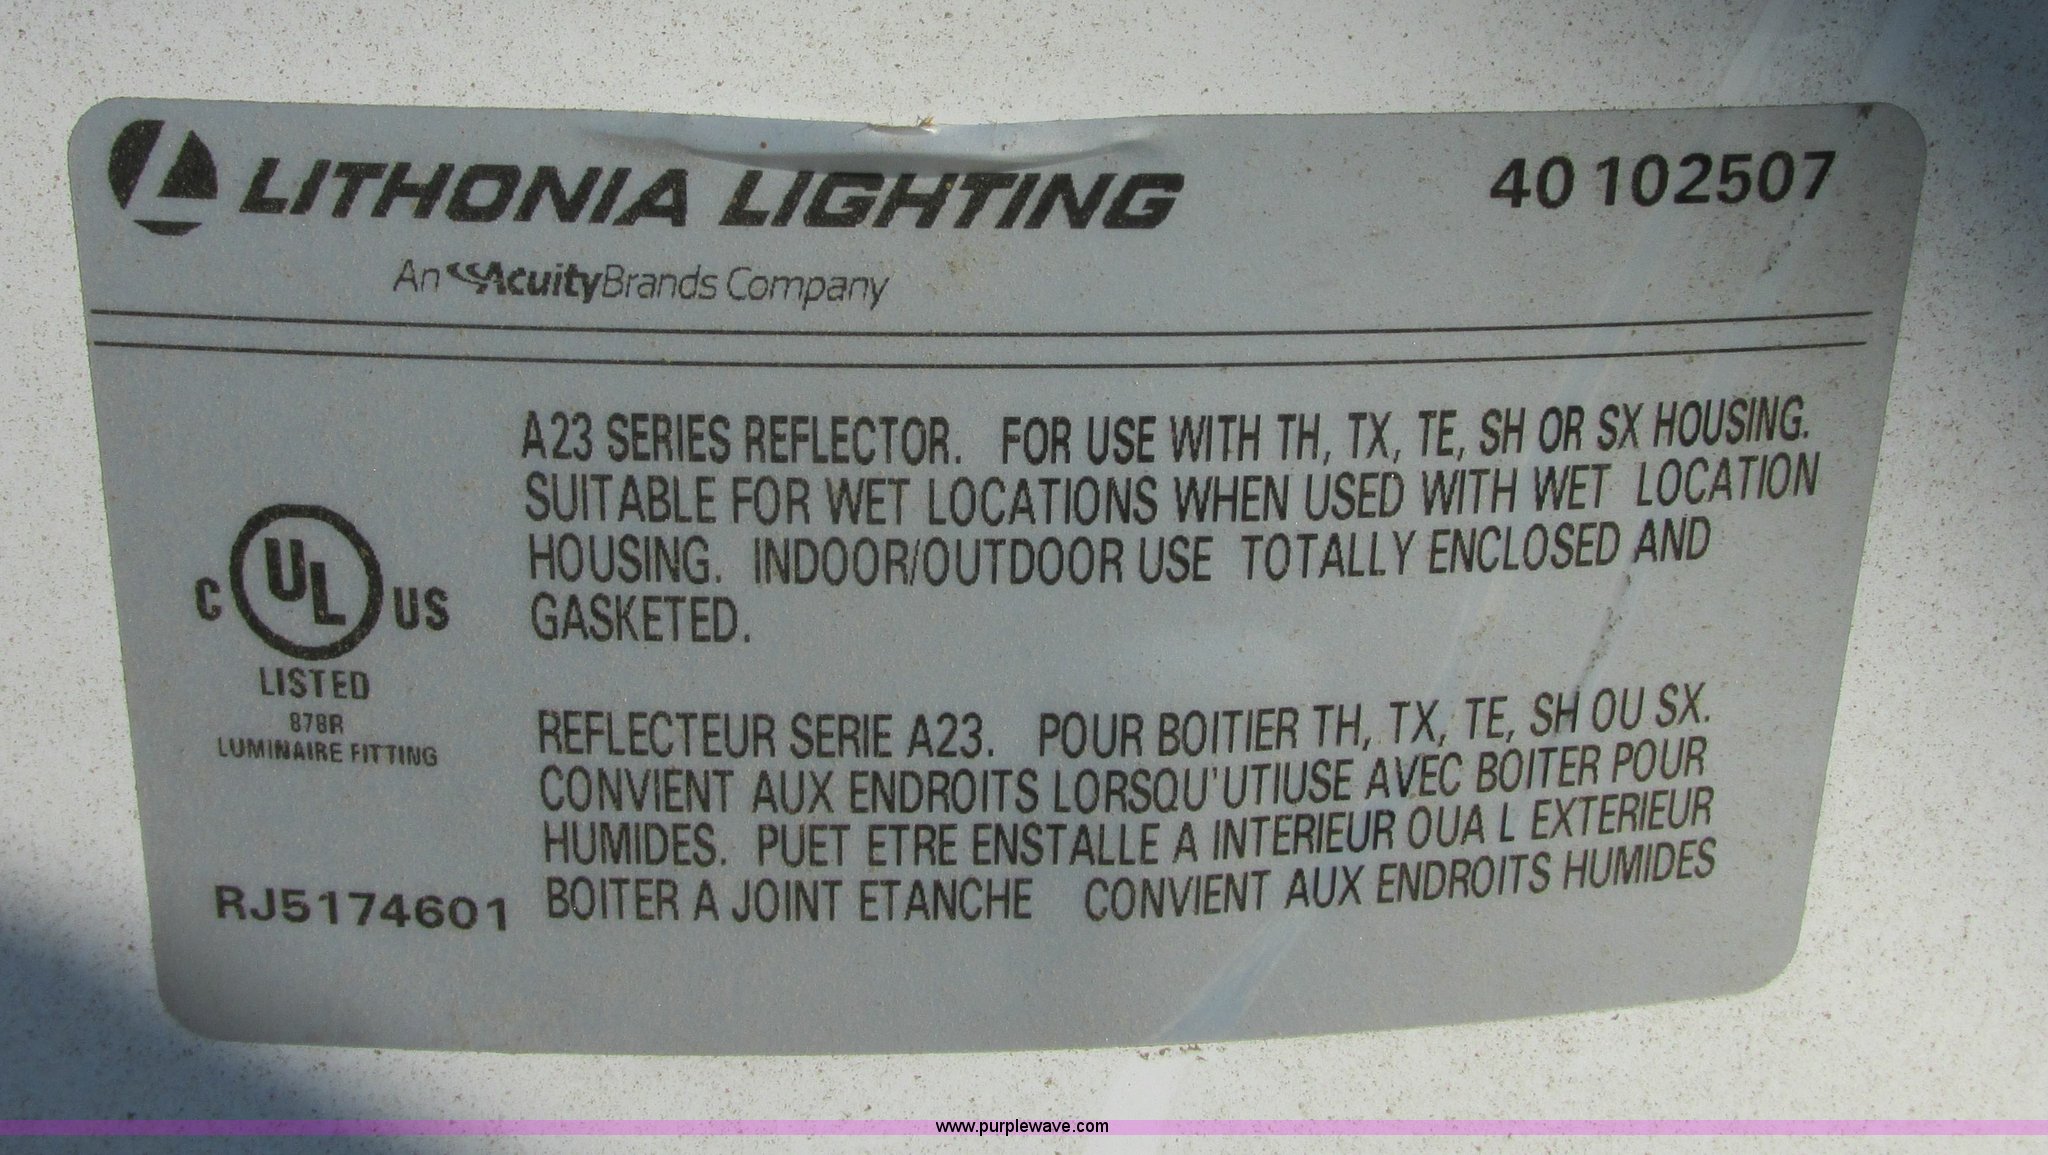 LITHONIA LIGHTING
40 102507
An Acuity Brands Company
A23 SERIES REFLECTOR. FOR USE WITH TH, TX, TE, SH OR SX HOUSING.
SUITABLE FOR WET LOCATIONS WHEN USED WITH WET LOCATION
HOUSING. INDOOR/OUTDOOR USE TOTALLY ENCLOSED AND
GASKETED.
C UL US
LISTED
878R
LUMINAIRE FITTING
REFLECTEUR SERIE A23. POUR BOITIER TH, TX, TE, SH OU SX.
CONVIENT AUX ENDROITS LORSQU'UTIUSE AVEC BOITER POUR
HUMIDES. PUET ETRE ENSTALLE A INTERIEUR OUA L EXTERIEUR
BOITER A JOINT ETANCHE CONVIENT AUX ENDROITS HUMIDES
RJ5174601
www.purplewave.com